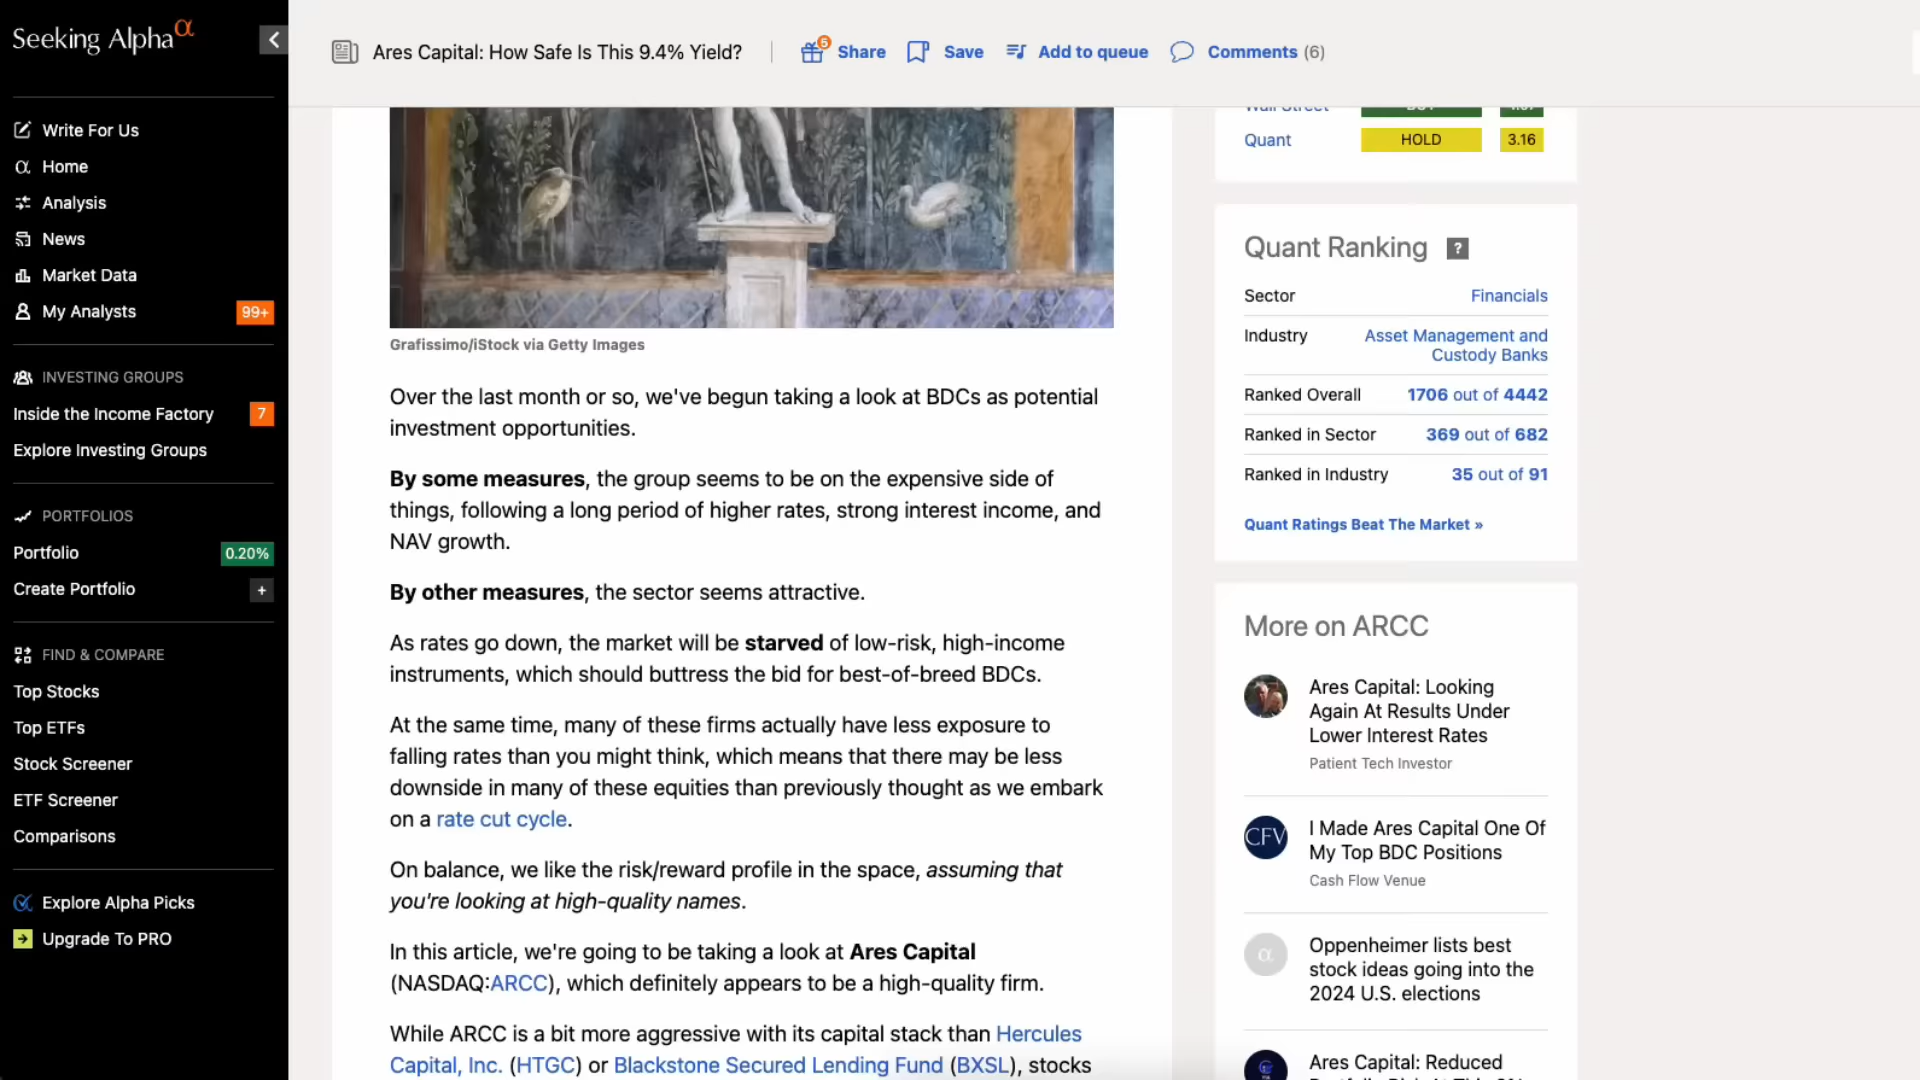 Seeking Alpha α
Write For Us
Home
Analysis
News
Market Data
My Analysts 99+
INVESTING GROUPS
Inside the Income Factory 7
Explore Investing Groups
PORTFOLIOS
Portfolio 0.20%
Create Portfolio +
FIND & COMPARE
Top Stocks
Top ETFs
Stock Screener
ETF Screener
Comparisons
Explore Alpha Picks
Upgrade To PRO
Ares Capital: How Safe Is This 9.4% Yield? 5 Share Save Add to queue Comments (6)
Grafissimo/iStock via Getty Images
Over the last month or so, we've begun taking a look at BDCs as potential
investment opportunities.
By some measures, the group seems to be on the expensive side of
things, following a long period of higher rates, strong interest income, and
NAV growth.
By other measures, the sector seems attractive.
As rates go down, the market will be starved of low-risk, high-income
instruments, which should buttress the bid for best-of-breed BDCs.
At the same time, many of these firms actually have less exposure to
falling rates than you might think, which means that there may be less
downside in many of these equities than previously thought as we embark
on a rate cut cycle.
On balance, we like the risk/reward profile in the space, assuming that
you're looking at high-quality names.
In this article, we're going to be taking a look at Ares Capital
(NASDAQ:ARCC), which definitely appears to be a high-quality firm.
While ARCC is a bit more aggressive with its capital stack than Hercules
Capital, Inc. (HTGC) or Blackstone Secured Lending Fund (BXSL), stocks
Wall Street
Quant HOLD 3.16
Quant Ranking ?
Sector Financials
Industry Asset Management and
Custody Banks
Ranked Overall 1706 out of 4442
Ranked in Sector 369 out of 682
Ranked in Industry 35 out of 91
Quant Ratings Beat The Market »
More on ARCC
Ares Capital: Looking
Again At Results Under
Lower Interest Rates
Patient Tech Investor
CFV
I Made Ares Capital One Of
My Top BDC Positions
Cash Flow Venue
α
Oppenheimer lists best
stock ideas going into the
2024 U.S. elections
Ares Capital: Reduced